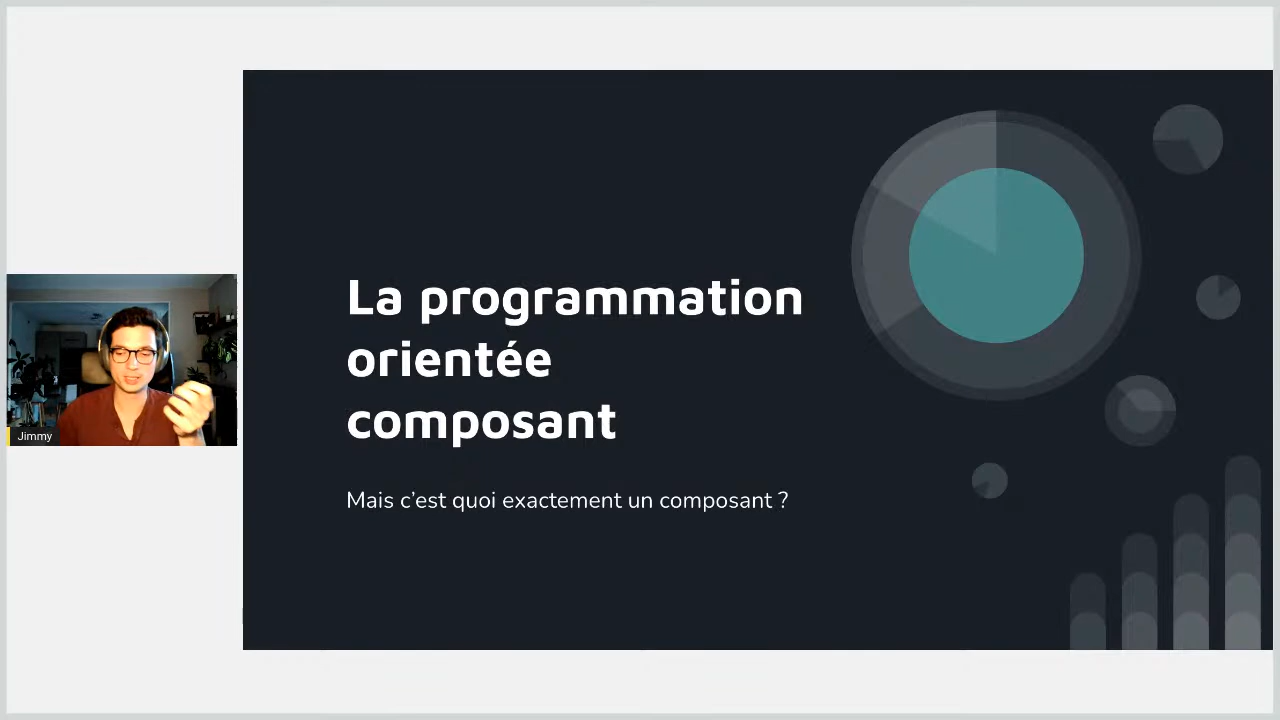 La programmation
orientée
composant
Mais c’est quoi exactement un composant ?
Jimmy